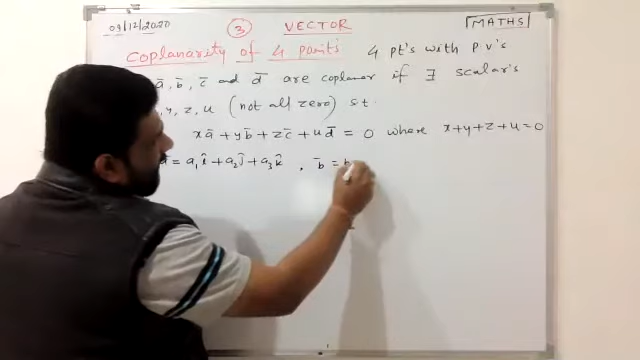 03/12/2020 3 VECTOR MATHS
Coplanarity of 4 points 4 pt's with p.v's
ā, b̄, c̄ and d̄ are coplanar if ∃ scalar's
y, z, u (not all zero) s.t.
xā + yb̄ + zc̄ + ud̄ = 0 where x+y+z+u=0
= a₁î + a₂ĵ + a₃k̂ , b̄ = b